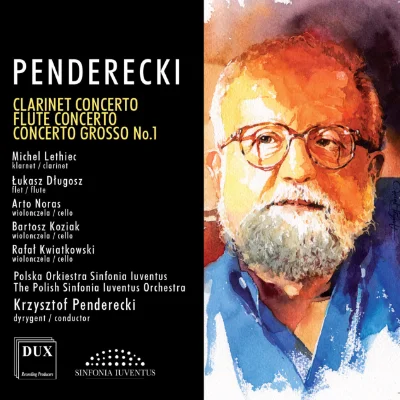 PENDERECKI
CLARINET CONCERTO
FLUTE CONCERTO
CONCERTO GROSSO No.1
Michel Lethiec
klarnet / clarinet
Łukasz Długosz
flet / flute
Arto Noras
wiolonczela / cello
Bartosz Koziak
wiolonczela / cello
Rafał Kwiatkowski
wiolonczela / cello
Polska Orkiestra Sinfonia Iuventus
The Polish Sinfonia Iuventus Orchestra
Krzysztof Penderecki
dyrygent / conductor
DUX
Recording Producers
SINFONIA IUVENTUS